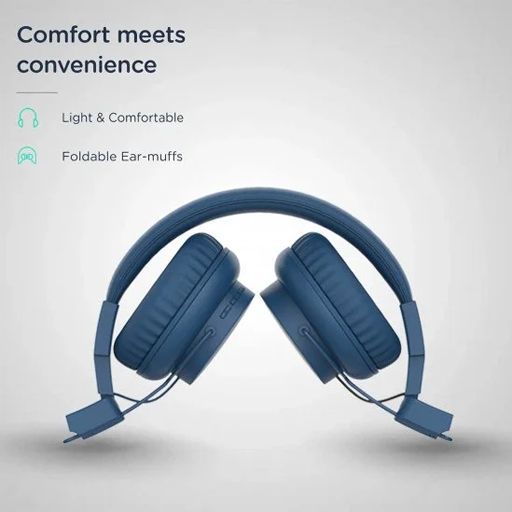 Comfort meets
convenience
Light & Comfortable
Foldable Ear-muffs